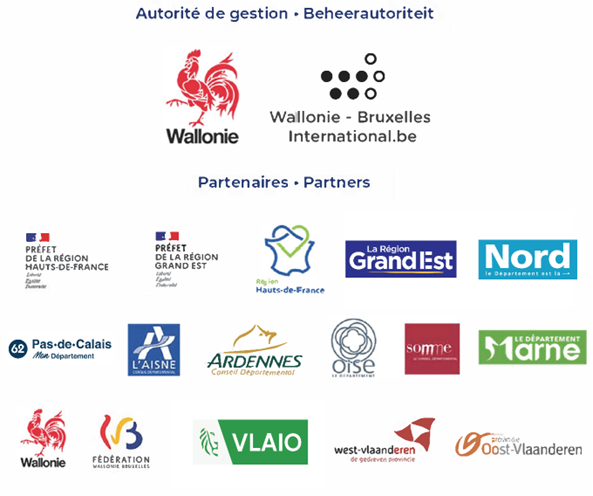 Autorité de gestion • Beheerautoriteit
Wallonie
Wallonie - Bruxelles
International.be
Partenaires • Partners
PRÉFET
DE LA RÉGION
HAUTS-DE-FRANCE
Liberté
Égalité
Fraternité
PRÉFET
DE LA RÉGION
GRAND EST
Liberté
Égalité
Fraternité
Région
Hauts-de-France
La Région
Grand Est
Nord
le Département est là
62 Pas-de-Calais
Mon Département
L'AISNE
CONSEIL DÉPARTEMENTAL
ARDENNES
Conseil Départemental
OISE
LE DÉPARTEMENT
somme
LE CONSEIL DÉPARTEMENTAL
LE DÉPARTEMENT
Marne
Wallonie
FÉDÉRATION
WALLONIE BRUXELLES
VLAIO
west-vlaanderen
de gedreven provincie
provincie
Oost-Vlaanderen